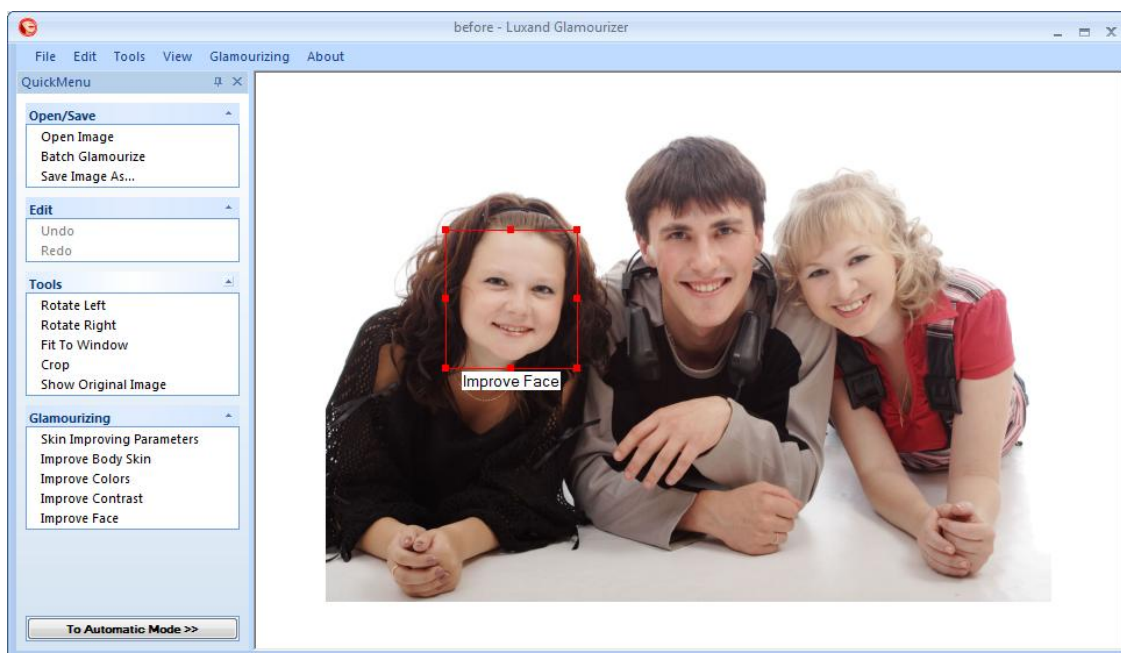 before - Luxand Glamourizer
File Edit Tools View Glamourizing About
QuickMenu
Open/Save
Open Image
Batch Glamourize
Save Image As...
Edit
Undo
Redo
Tools
Rotate Left
Rotate Right
Fit To Window
Crop
Show Original Image
Glamourizing
Skin Improving Parameters
Improve Body Skin
Improve Colors
Improve Contrast
Improve Face
To Automatic Mode >>
Improve Face